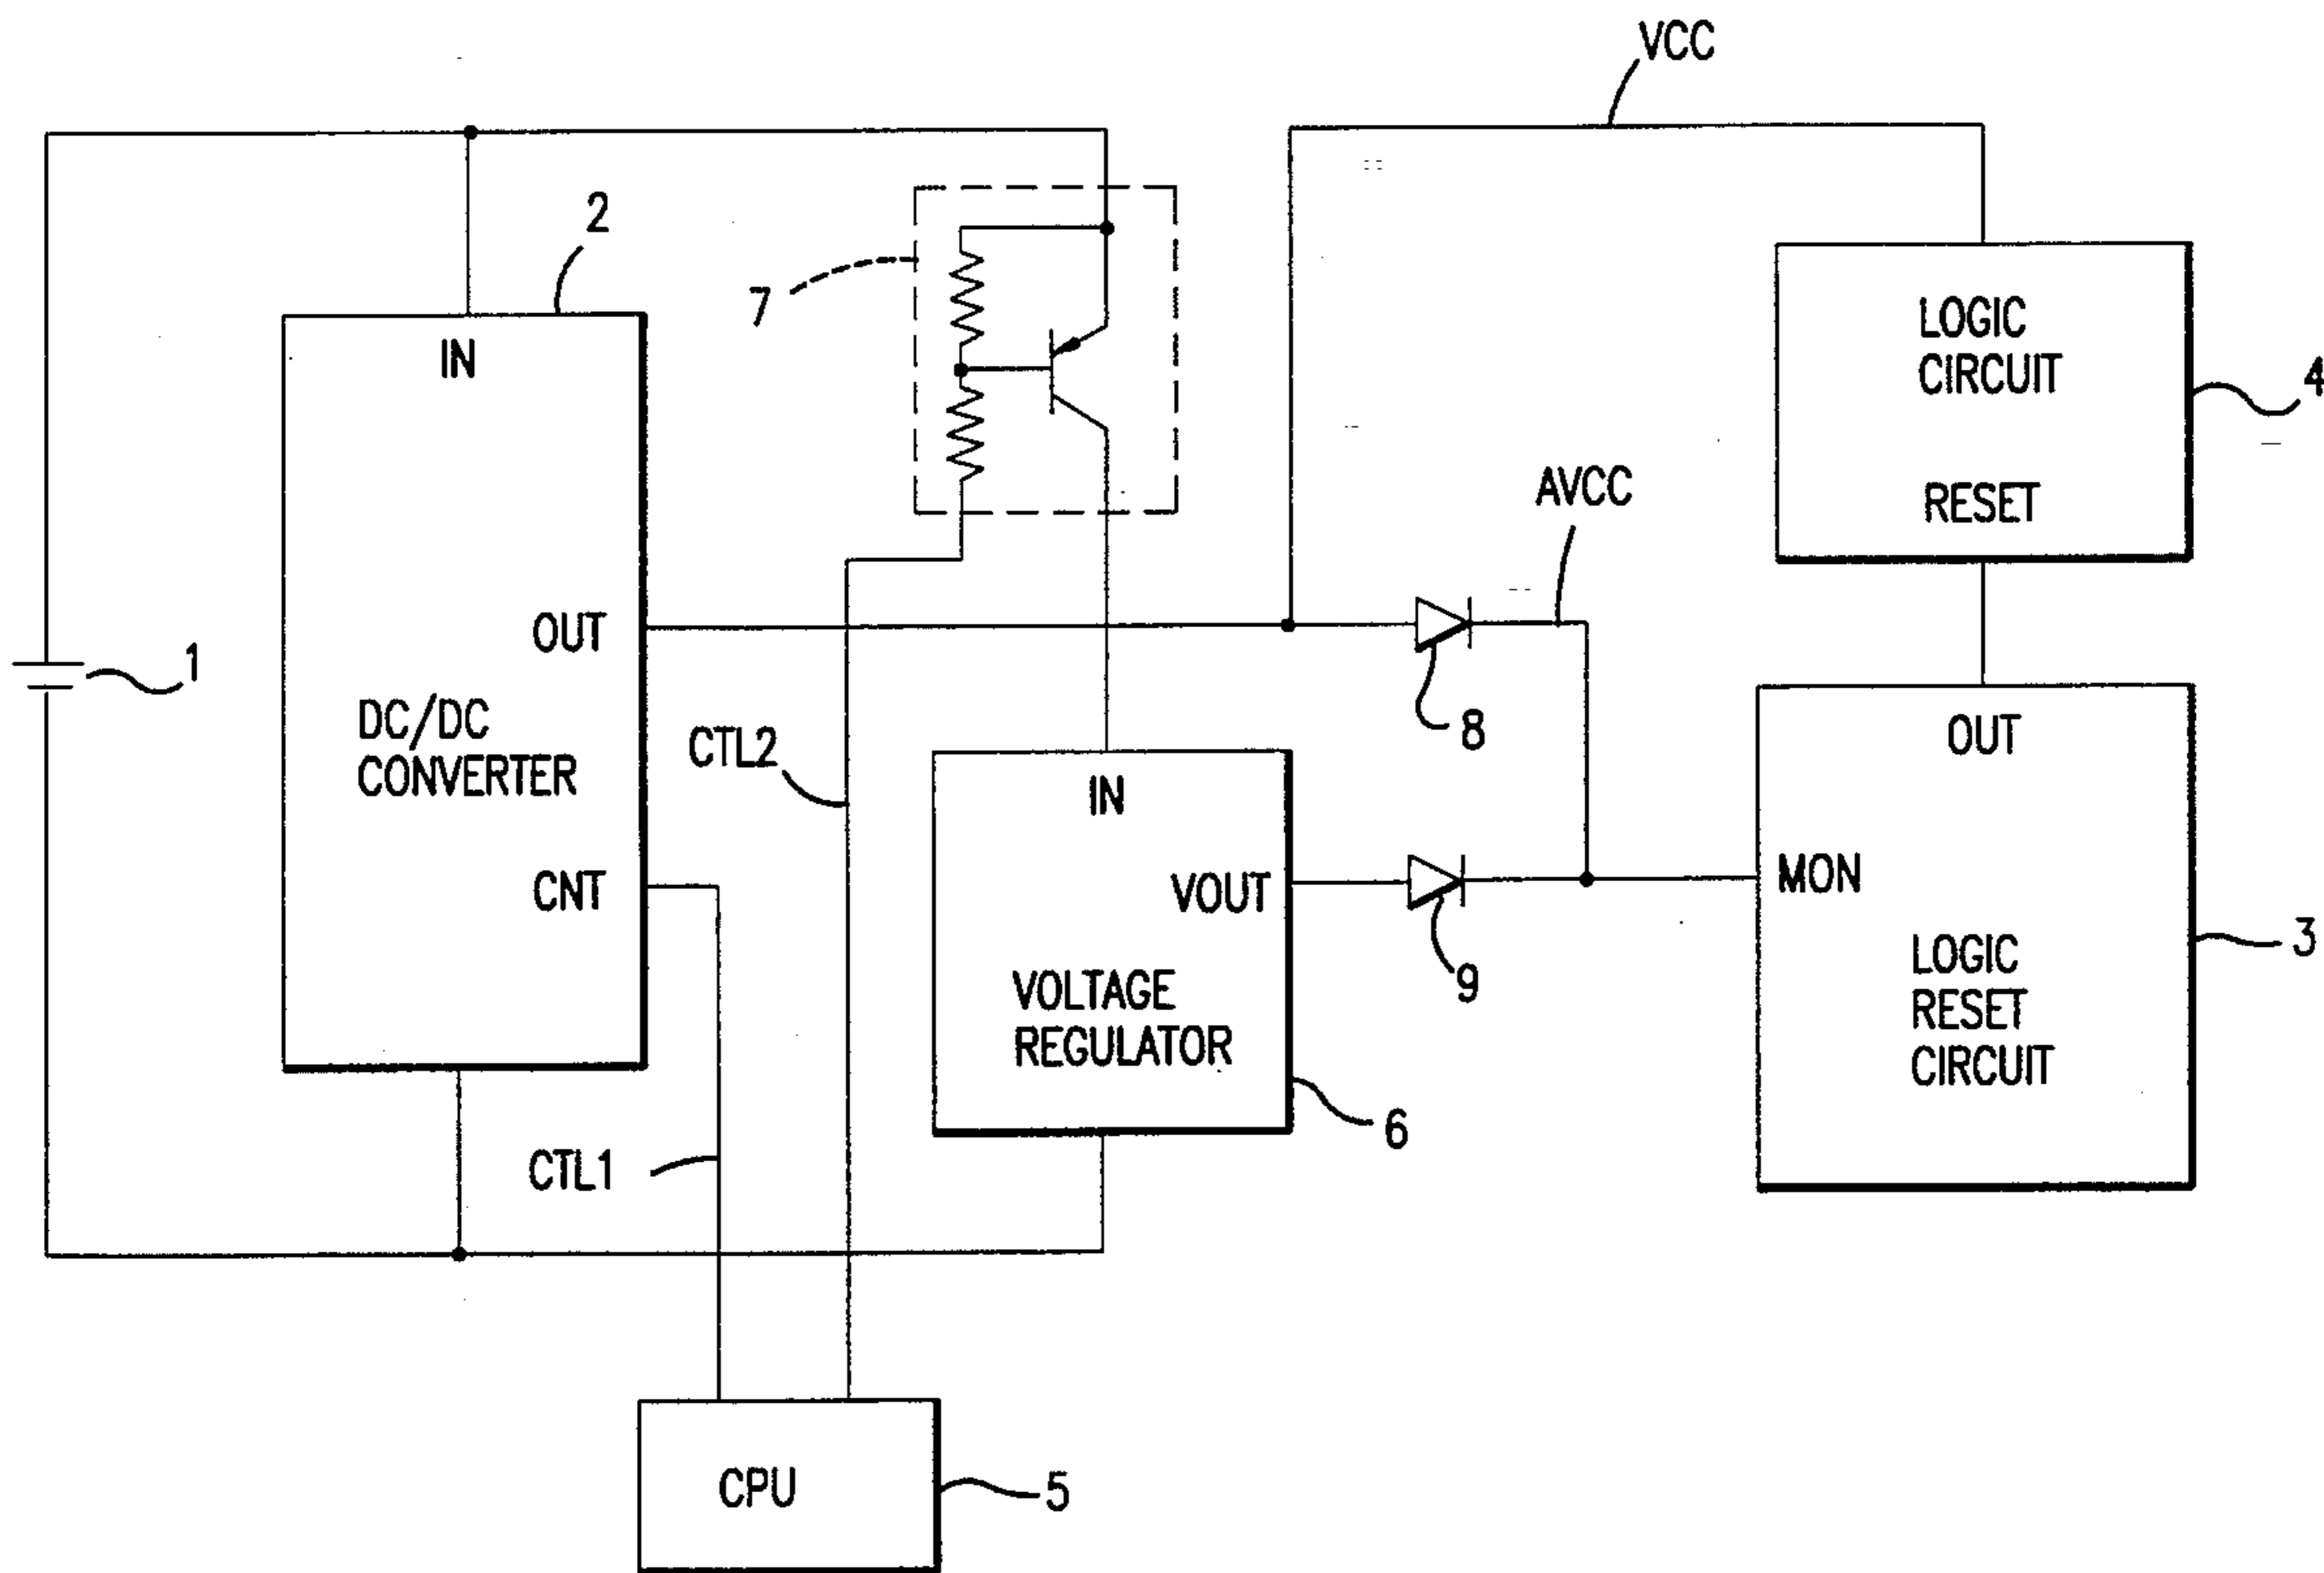 VCC
2
7
IN
LOGIC
CIRCUIT
4
AVCC
RESET
OUT
1
DC/DC
CONVERTER
CTL2
8
OUT
IN
MON
CNT
VOUT
3
LOGIC
RESET
CIRCUIT
9
VOLTAGE
REGULATOR
6
CTL1
CPU
5